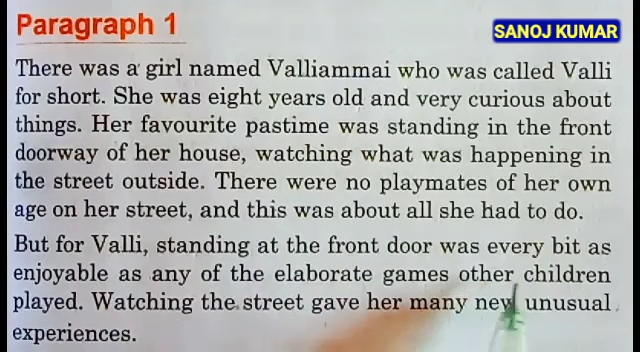 Paragraph 1
SANOJ KUMAR
There was a girl named Valliammai who was called Valli
for short. She was eight years old and very curious about
things. Her favourite pastime was standing in the front
doorway of her house, watching what was happening in
the street outside. There were no playmates of her own
age on her street, and this was about all she had to do.
But for Valli, standing at the front door was every bit as
enjoyable as any of the elaborate games other children
played. Watching the street gave her many new unusual
experiences.